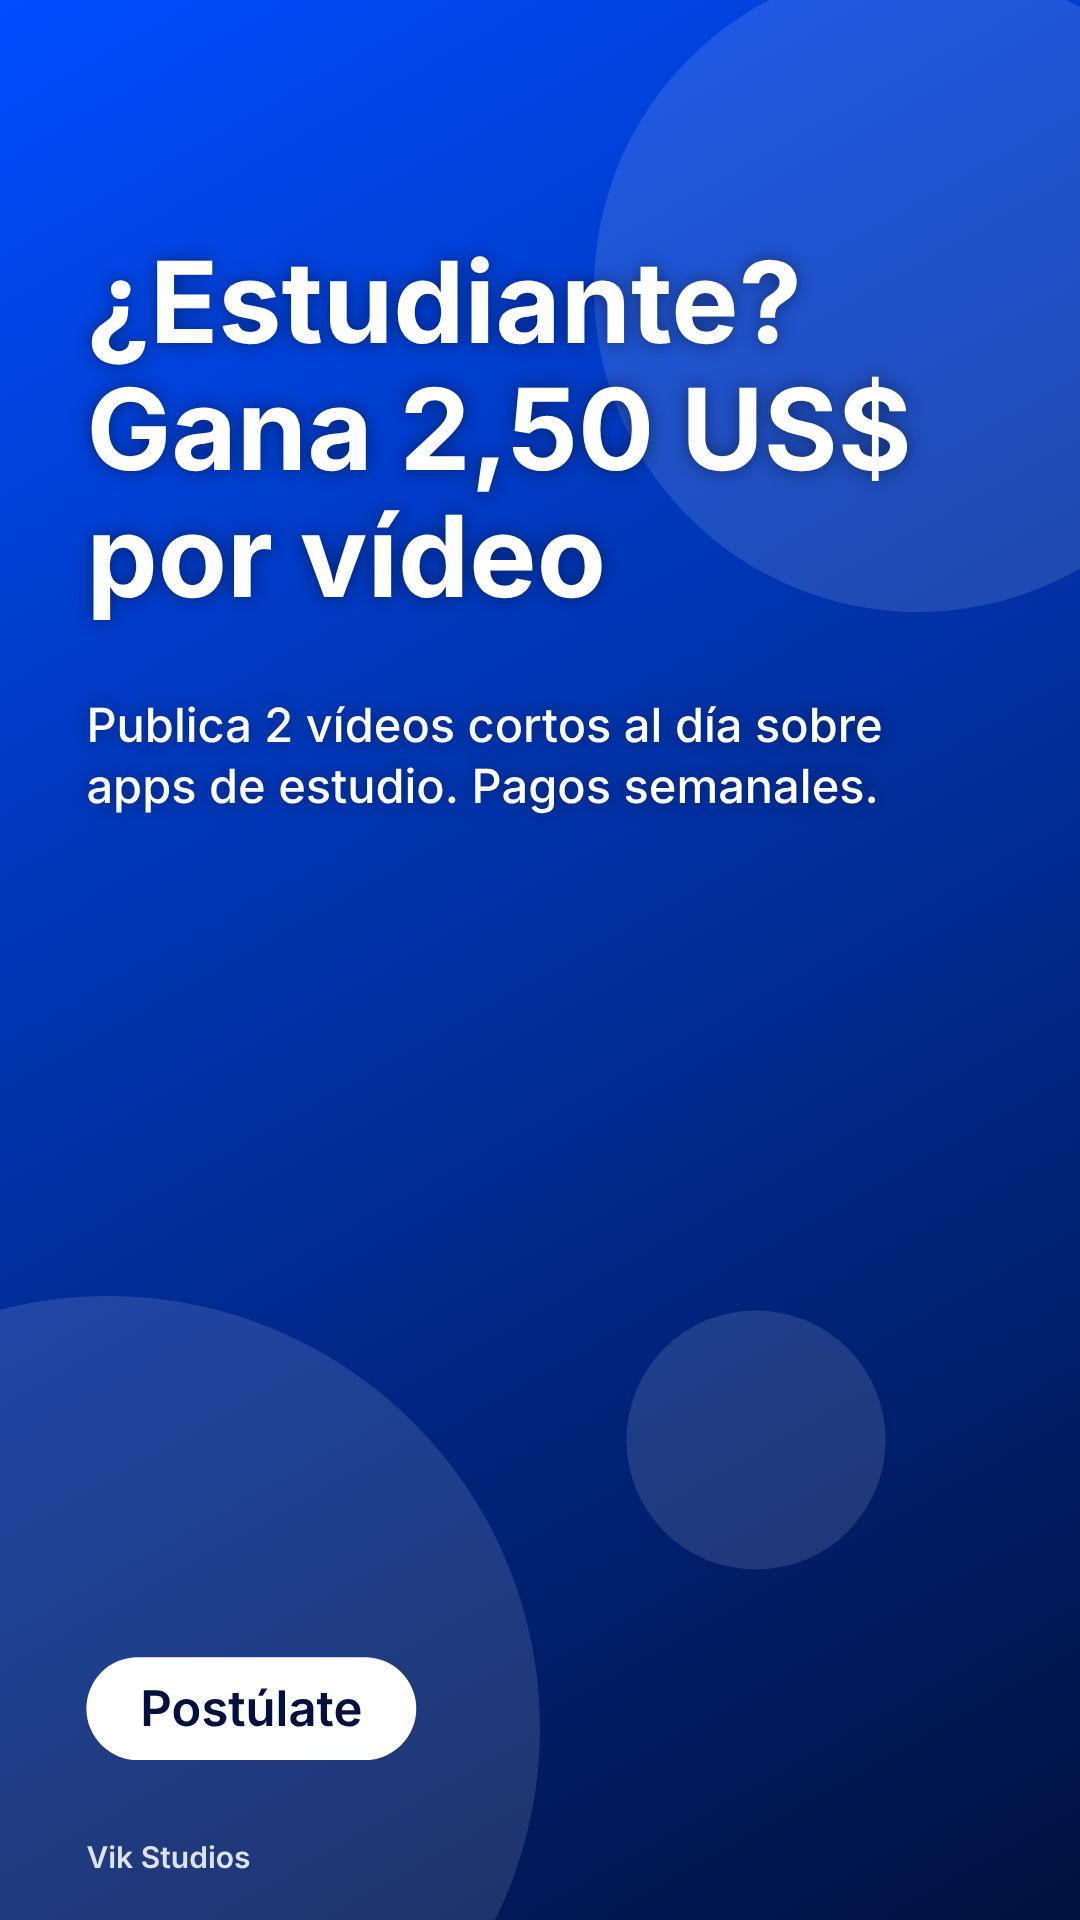 ¿Estudiante?
Gana 2,50 US$
por vídeo
Publica 2 vídeos cortos al día sobre
apps de estudio. Pagos semanales.
Postúlate
Vik Studios